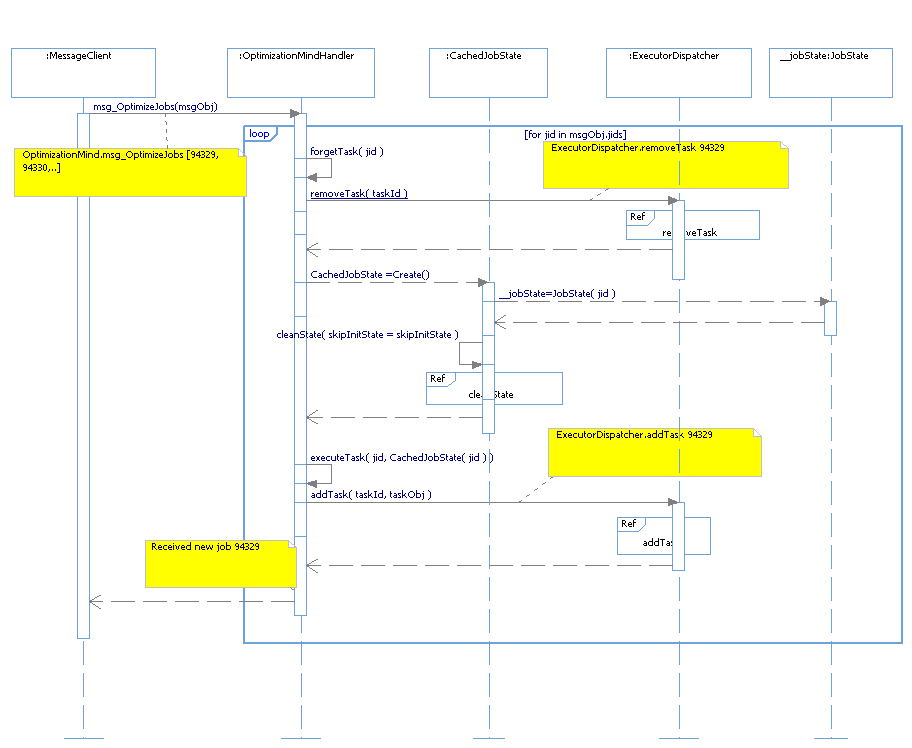 :MessageClient
:OptimizationMindHandler
:CachedJobState
:ExecutorDispatcher
__jobState:JobState
msg_OptimizeJobs(msgObj)
loop
[for jid in msgObj.jids]
OptimizationMind.msg_OptimizeJobs [94329,
94330,..]
forgetTask( jid )
ExecutorDispatcher.removeTask 94329
removeTask( taskId )
Ref
removeTask
CachedJobState =Create()
__jobState=JobState( jid )
cleanState( skipInitState = skipInitState )
Ref
cleanState
ExecutorDispatcher.addTask 94329
executeTask( jid, CachedJobState( jid ) )
addTask( taskId, taskObj )
Ref
addTask
Received new job 94329